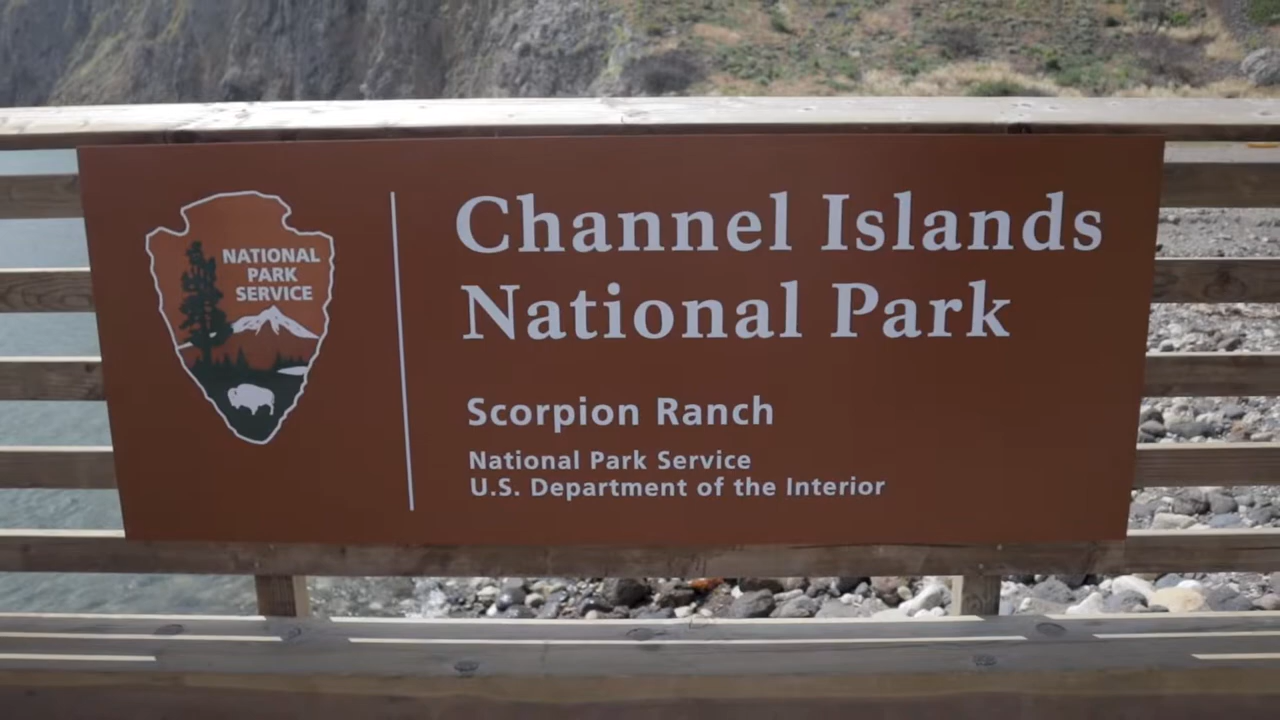 NATIONAL
PARK
SERVICE
Channel Islands
National Park
Scorpion Ranch
National Park Service
U.S. Department of the Interior